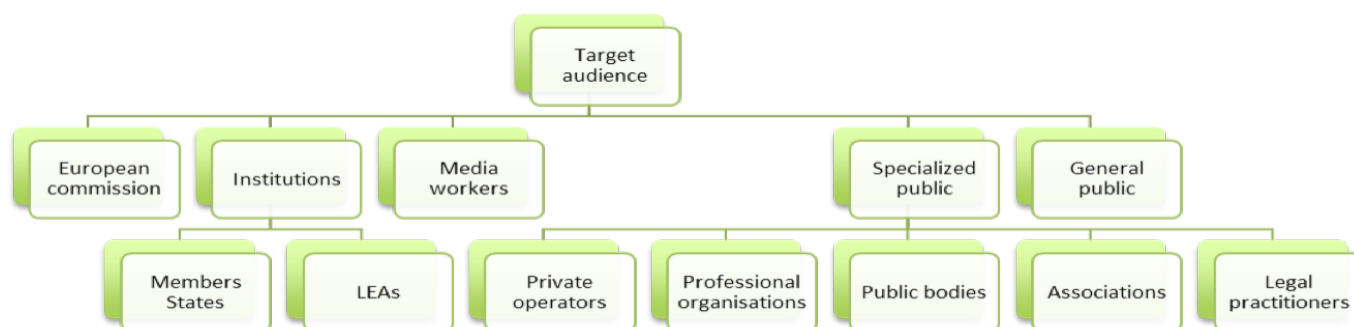 Target
audience
European
commission
Institutions
Media
workers
Specialized
public
General
public
Members
States
LEAs
Private
operators
Professional
organisations
Public bodies
Associations
Legal
practitioners